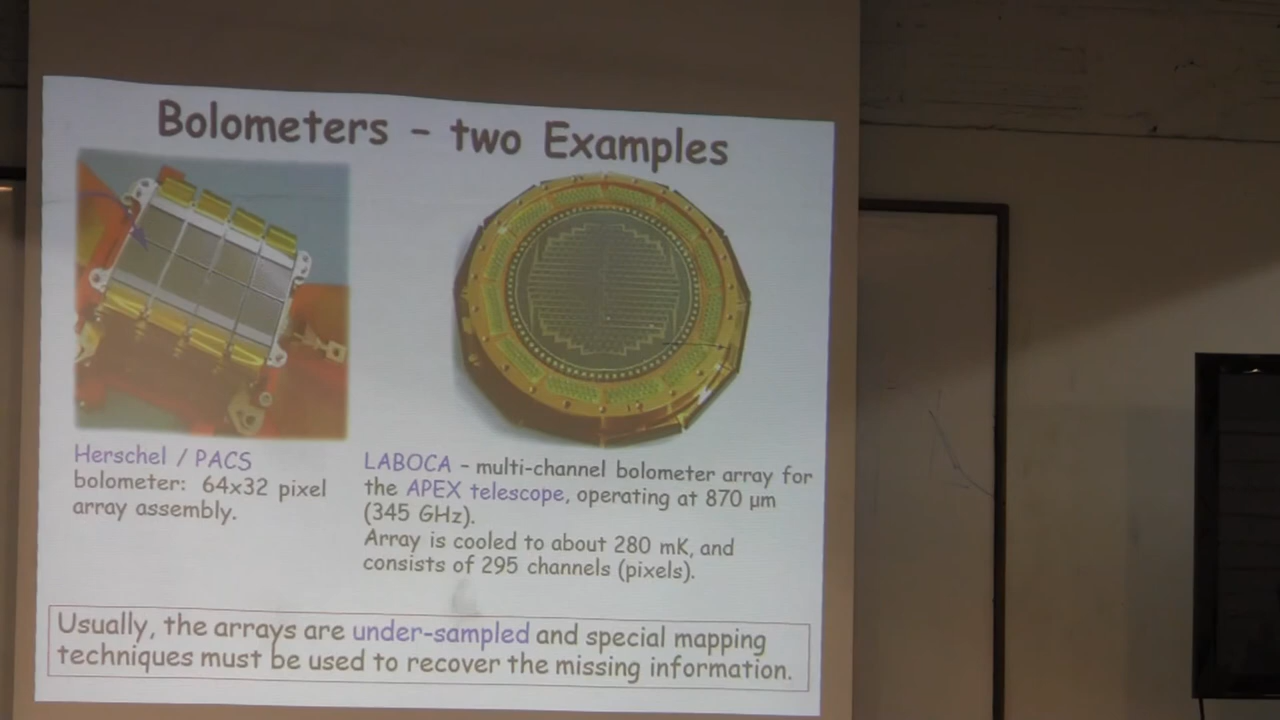 Bolometers – two Examples
Herschel / PACS
bolometer: 64x32 pixel
array assembly.
LABOCA – multi-channel bolometer array for
the APEX telescope, operating at 870 µm
(345 GHz).
Array is cooled to about 280 mK, and
consists of 295 channels (pixels).
Usually, the arrays are under-sampled and special mapping
techniques must be used to recover the missing information.